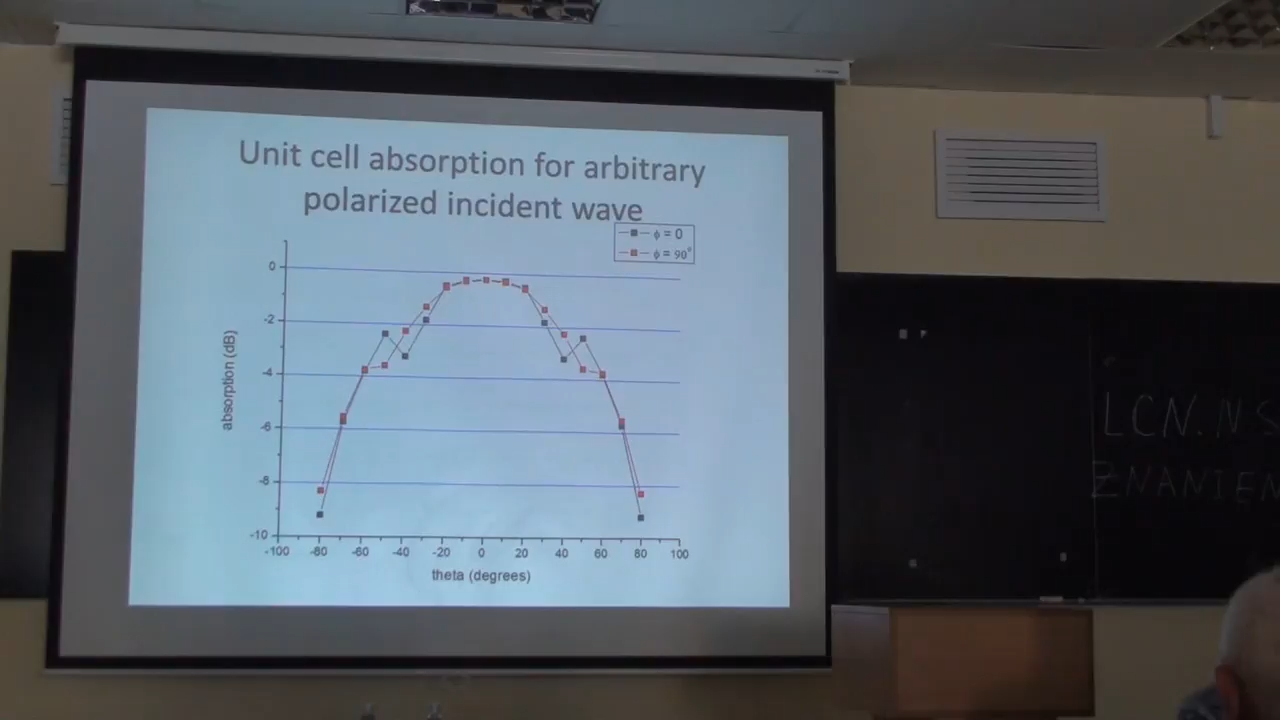 Unit cell absorption for arbitrary
polarized incident wave
ϕ = 0
ϕ = 90°
0
-2
-4
-6
-8
-10
absorption (dB)
-100 -80 -60 -40 -20 0 20 40 60 80 100
theta (degrees)
LCN.N